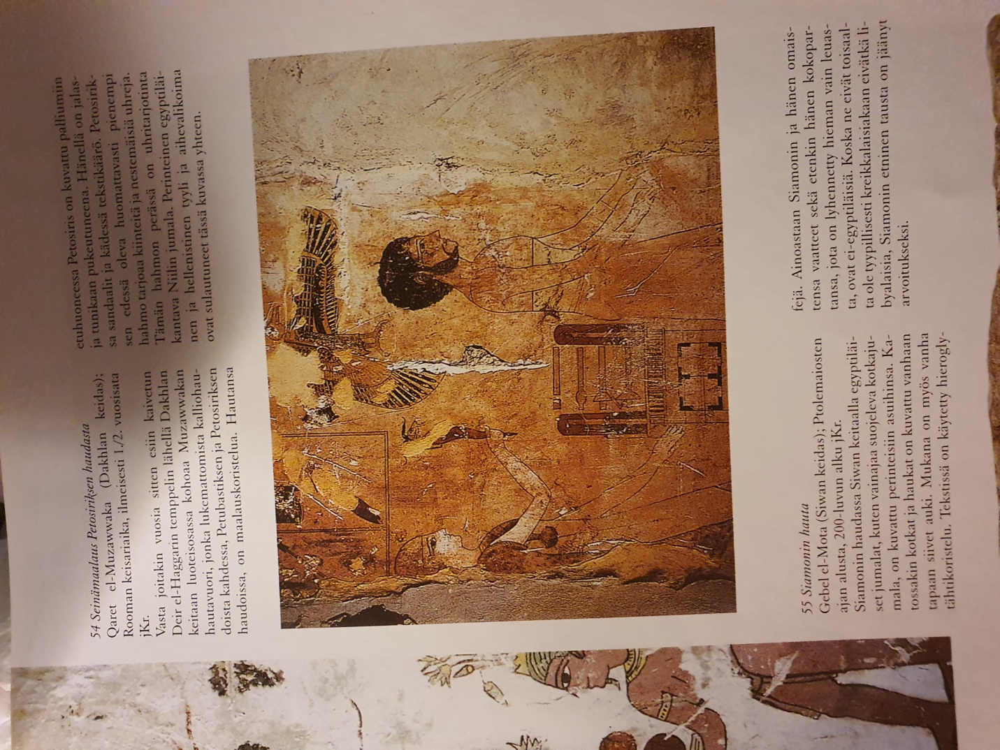 54 Seinämaalaus Petosiriksen haudasta
Qaret el-Muzawwaka (Dakhlan keidas);
Rooman keisariaika, ilmeisesti 1./2. vuosisata
jKr.
Vasta joitakin vuosia sitten esiin kaivetun
Deir el-Haggarin temppelin lähellä Dakhlan
keitaan luoteisosassa kohoaa Muzawwakan
hautavuori, jonka lukemattomista kalliohau-
doista kahdessa, Petubastiksen ja Petosiriksen
haudoissa, on maalauskoristelua. Hautansa
etuhuoneessa Petosiris on kuvattu palliumiin
ja tunikaan pukeutuneena. Hänellä on jalas-
sa sandaalit ja kädessä tekstikäärö. Petosirik-
sen edessä oleva huomattavasti pienempi
hahmo tarjoaa kiinteitä ja nestemäisiä uhreja.
Tämän hahmon perässä on uhritarjotinta
kantava Niilin jumala. Perinteinen egyptiläi-
nen ja hellenistinen tyyli ja aihevalikoima
ovat sulautuneet tässä kuvassa yhteen.
55 Siamonin hauta
Gebel el-Mota (Siwan keidas); Ptolemaiosten
ajan alusta, 200-luvun alku jKr.
Siamonin haudassa Siwan keitaalla egyptiläi-
set jumalat, kuten vainajaa suojeleva kotkaju-
mala, on kuvattu perinteisiin asuihinsa. Ka-
tossakin kotkat ja haukat on kuvattu vanhaan
tapaan siivet auki. Mukana on myös vanha
tähtikoristelu. Tekstissä on käytetty hierogly-
fejä. Ainoastaan Siamonin ja hänen omais-
tensa vaatteet sekä etenkin hänen kokopar-
tansa, jota on lyhennetty hieman vain leuas-
ta, ovat ei-egyptiläisiä. Koska ne eivät toisaal-
ta ole tyypillisesti kreikkalaisiakaan eivätkä li-
byalaisia, Siamonin etninen tausta on jäänyt
arvoitukseksi.